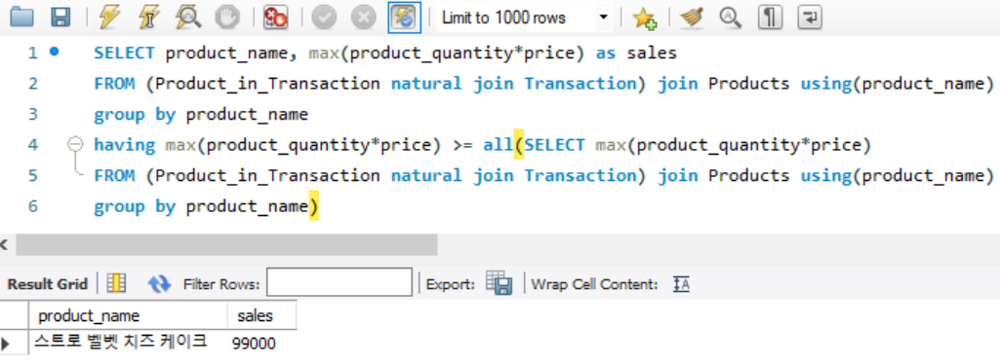 Limit to 1000 rows
1 SELECT product_name, max(product_quantity*price) as sales
2 FROM (Product_in_Transaction natural join Transaction) join Products using(product_name)
3 group by product_name
4 having max(product_quantity*price) >= all(SELECT max(product_quantity*price)
5 FROM (Product_in_Transaction natural join Transaction) join Products using(product_name)
6 group by product_name)
Result Grid Filter Rows: Export: Wrap Cell Content:
product_name sales
스트로 벨벳 치즈 케이크 99000